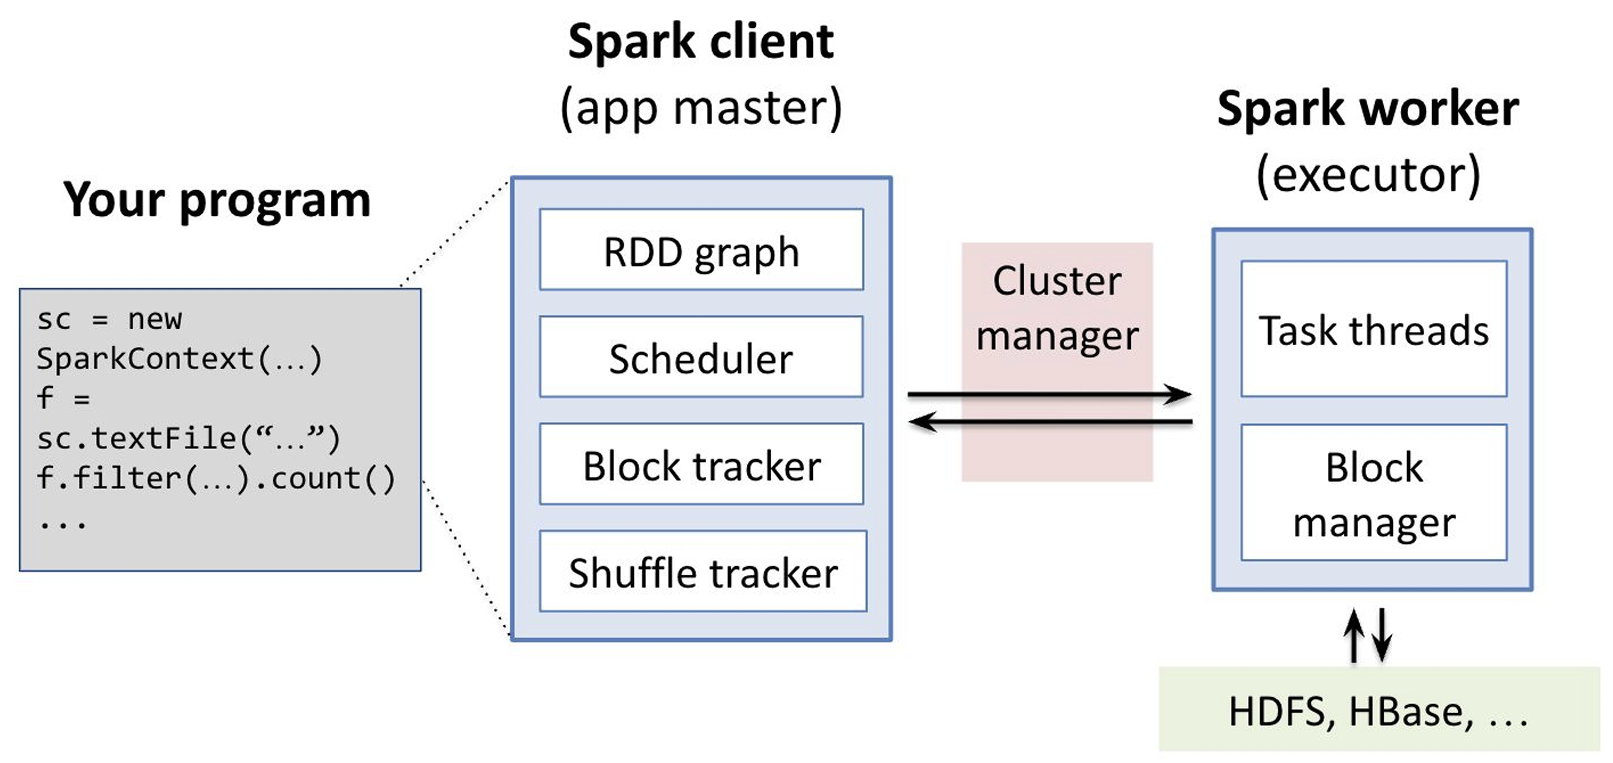 Spark client
(app master)
Spark worker
(executor)
Your program
sc = new
SparkContext(…)
f =
sc.textFile(“…”)
f.filter(…).count()
...
RDD graph
Scheduler
Block tracker
Shuffle tracker
Cluster
manager
Task threads
Block
manager
HDFS, HBase, …